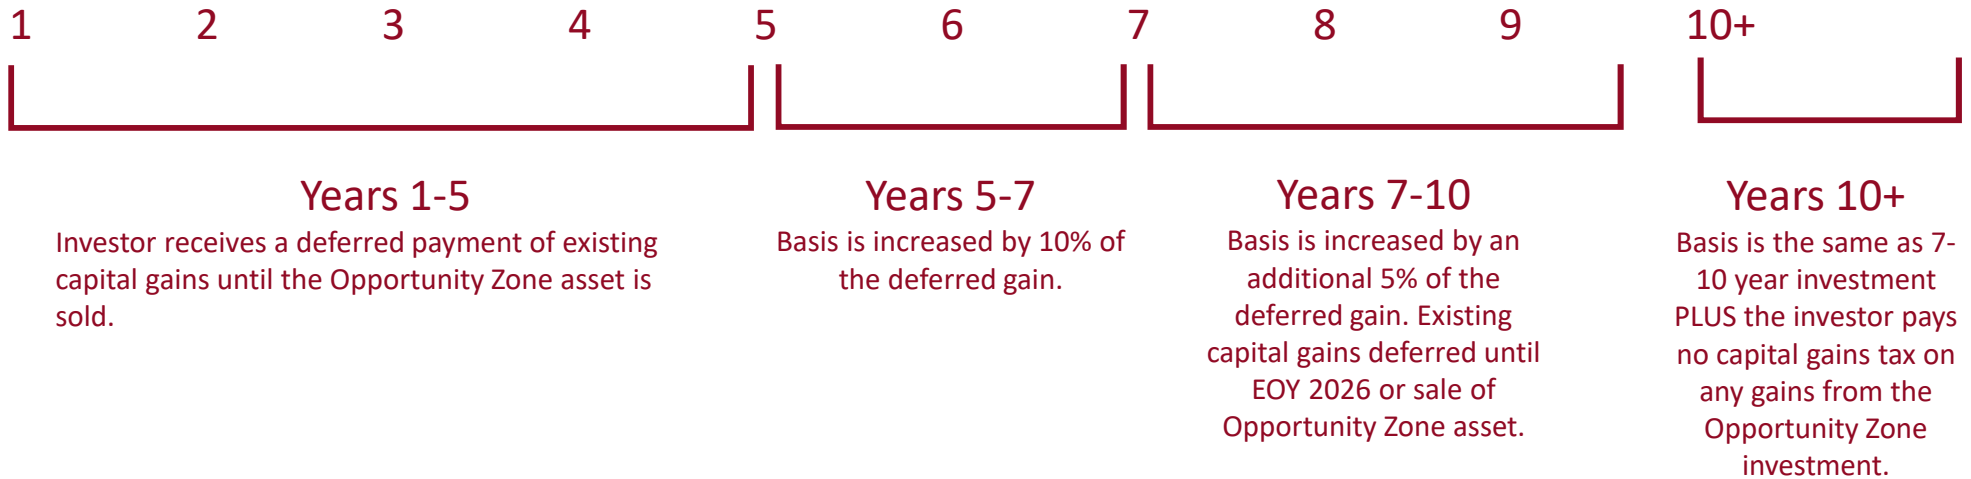 1 2 3 4 5 6 7 8 9 10+
Years 1-5
Investor receives a deferred payment of existing
capital gains until the Opportunity Zone asset is
sold.
Years 5-7
Basis is increased by 10% of
the deferred gain.
Years 7-10
Basis is increased by an
additional 5% of the
deferred gain. Existing
capital gains deferred until
EOY 2026 or sale of
Opportunity Zone asset.
Years 10+
Basis is the same as 7-
10 year investment
PLUS the investor pays
no capital gains tax on
any gains from the
Opportunity Zone
investment.